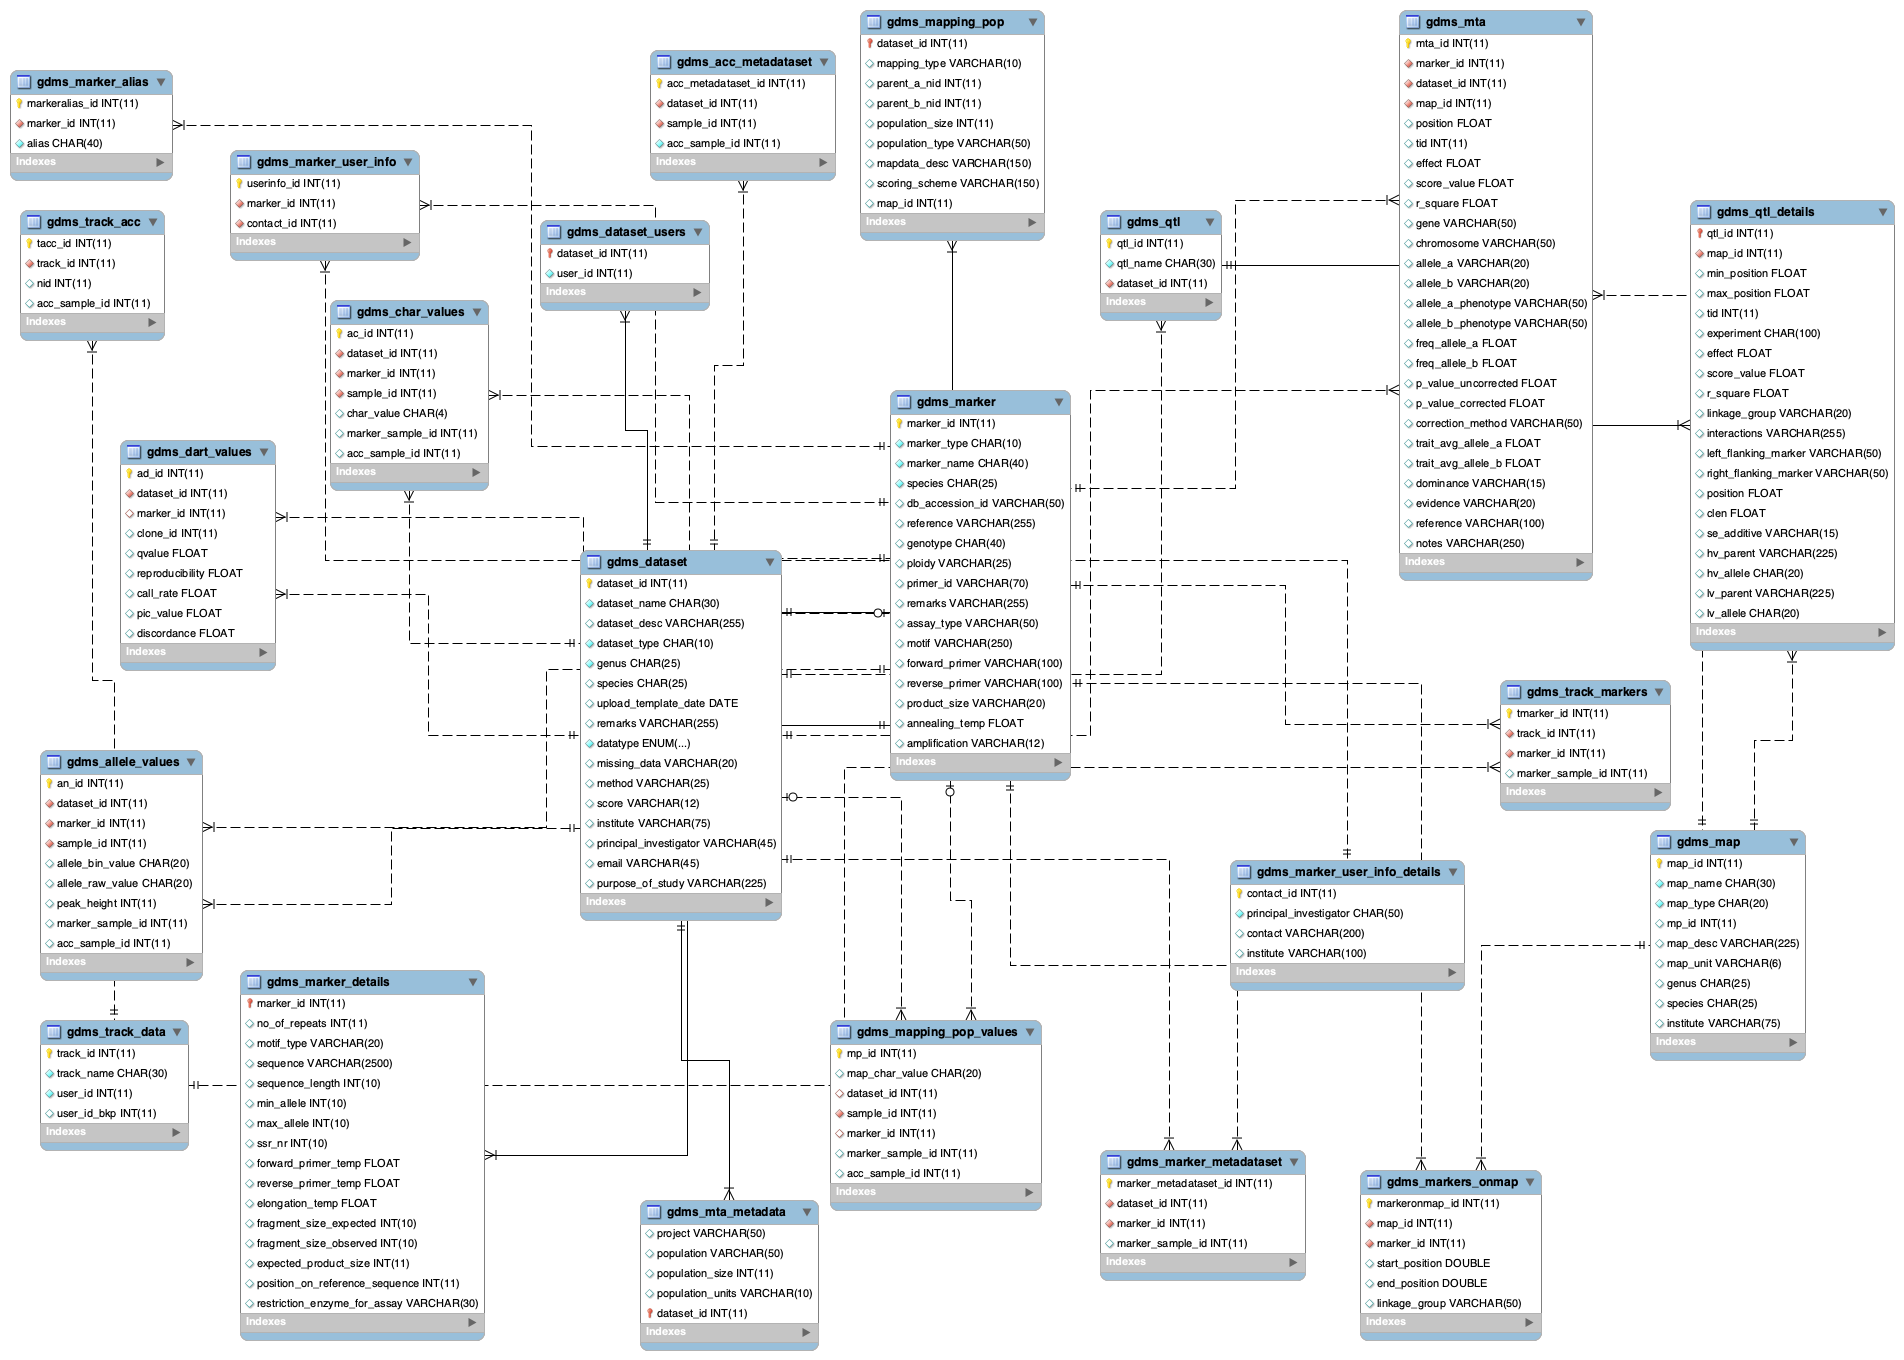 gdms_mapping_pop
dataset_id INT(11)
mapping_type VARCHAR(10)
parent_a_nid INT(11)
parent_b_nid INT(11)
population_size INT(11)
population_type VARCHAR(50)
mapdata_desc VARCHAR(150)
scoring_scheme VARCHAR(150)
map_id INT(11)
Indexes
gdms_mta
mta_id INT(11)
marker_id INT(11)
dataset_id INT(11)
map_id INT(11)
position FLOAT
tid INT(11)
effect FLOAT
score_value FLOAT
r_square FLOAT
gene VARCHAR(50)
chromosome VARCHAR(50)
allele_a VARCHAR(20)
allele_b VARCHAR(20)
allele_a_phenotype VARCHAR(50)
allele_b_phenotype VARCHAR(50)
freq_allele_a FLOAT
freq_allele_b FLOAT
p_value_uncorrected FLOAT
p_value_corrected FLOAT
correction_method VARCHAR(50)
trait_avg_allele_a FLOAT
trait_avg_allele_b FLOAT
dominance VARCHAR(15)
evidence VARCHAR(20)
reference VARCHAR(100)
notes VARCHAR(250)
Indexes
gdms_acc_metadataset
acc_metadataset_id INT(11)
dataset_id INT(11)
sample_id INT(11)
acc_sample_id INT(11)
Indexes
gdms_marker_alias
markeralias_id INT(11)
marker_id INT(11)
alias CHAR(40)
Indexes
gdms_marker_user_info
userinfo_id INT(11)
marker_id INT(11)
contact_id INT(11)
Indexes
gdms_track_acc
tacc_id INT(11)
track_id INT(11)
nid INT(11)
acc_sample_id INT(11)
Indexes
gdms_dataset_users
dataset_id INT(11)
user_id INT(11)
Indexes
gdms_qtl
qtl_id INT(11)
qtl_name CHAR(30)
dataset_id INT(11)
Indexes
gdms_qtl_details
qtl_id INT(11)
map_id INT(11)
min_position FLOAT
max_position FLOAT
tid INT(11)
experiment CHAR(100)
effect FLOAT
score_value FLOAT
r_square FLOAT
linkage_group VARCHAR(20)
interactions VARCHAR(255)
left_flanking_marker VARCHAR(50)
right_flanking_marker VARCHAR(50)
position FLOAT
clen FLOAT
se_additive VARCHAR(15)
hv_parent VARCHAR(225)
hv_allele CHAR(20)
lv_parent VARCHAR(225)
lv_allele CHAR(20)
Indexes
gdms_char_values
ac_id INT(11)
dataset_id INT(11)
marker_id INT(11)
sample_id INT(11)
char_value CHAR(4)
marker_sample_id INT(11)
acc_sample_id INT(11)
Indexes
gdms_marker
marker_id INT(11)
marker_type CHAR(10)
marker_name CHAR(40)
species CHAR(25)
db_accession_id VARCHAR(50)
reference VARCHAR(255)
genotype CHAR(40)
ploidy VARCHAR(25)
primer_id VARCHAR(70)
remarks VARCHAR(255)
assay_type VARCHAR(50)
motif VARCHAR(250)
forward_primer VARCHAR(100)
reverse_primer VARCHAR(100)
product_size VARCHAR(20)
annealing_temp FLOAT
amplification VARCHAR(12)
Indexes
gdms_dart_values
ad_id INT(11)
dataset_id INT(11)
marker_id INT(11)
clone_id INT(11)
qvalue FLOAT
reproducibility FLOAT
call_rate FLOAT
pic_value FLOAT
discordance FLOAT
Indexes
gdms_dataset
dataset_id INT(11)
dataset_name CHAR(30)
dataset_desc VARCHAR(255)
dataset_type CHAR(10)
genus CHAR(25)
species CHAR(25)
upload_template_date DATE
remarks VARCHAR(255)
datatype ENUM(...)
missing_data VARCHAR(20)
method VARCHAR(25)
score VARCHAR(12)
institute VARCHAR(75)
principal_investigator VARCHAR(45)
email VARCHAR(45)
purpose_of_study VARCHAR(225)
Indexes
gdms_track_markers
tmarker_id INT(11)
track_id INT(11)
marker_id INT(11)
marker_sample_id INT(11)
Indexes
gdms_allele_values
an_id INT(11)
dataset_id INT(11)
marker_id INT(11)
sample_id INT(11)
allele_bin_value CHAR(20)
allele_raw_value CHAR(20)
peak_height INT(11)
marker_sample_id INT(11)
acc_sample_id INT(11)
Indexes
gdms_map
map_id INT(11)
map_name CHAR(30)
map_type CHAR(20)
mp_id INT(11)
map_desc VARCHAR(225)
map_unit VARCHAR(6)
genus CHAR(25)
species CHAR(25)
institute VARCHAR(75)
Indexes
gdms_marker_user_info_details
contact_id INT(11)
principal_investigator CHAR(50)
contact VARCHAR(200)
institute VARCHAR(100)
Indexes
gdms_marker_details
marker_id INT(11)
no_of_repeats INT(11)
motif_type VARCHAR(20)
sequence VARCHAR(2500)
sequence_length INT(10)
min_allele INT(10)
max_allele INT(10)
ssr_nr INT(10)
forward_primer_temp FLOAT
reverse_primer_temp FLOAT
elongation_temp FLOAT
fragment_size_expected INT(10)
fragment_size_observed INT(10)
expected_product_size INT(11)
position_on_reference_sequence INT(11)
restriction_enzyme_for_assay VARCHAR(30)
Indexes
gdms_track_data
track_id INT(11)
track_name CHAR(30)
user_id INT(11)
user_id_bkp INT(11)
Indexes
gdms_mapping_pop_values
mp_id INT(11)
map_char_value CHAR(20)
dataset_id INT(11)
sample_id INT(11)
marker_id INT(11)
marker_sample_id INT(11)
acc_sample_id INT(11)
Indexes
gdms_marker_metadataset
marker_metadataset_id INT(11)
dataset_id INT(11)
marker_id INT(11)
marker_sample_id INT(11)
Indexes
gdms_markers_onmap
markeronmap_id INT(11)
map_id INT(11)
marker_id INT(11)
start_position DOUBLE
end_position DOUBLE
linkage_group VARCHAR(50)
Indexes
gdms_mta_metadata
project VARCHAR(50)
population VARCHAR(50)
population_size INT(11)
population_units VARCHAR(10)
dataset_id INT(11)
Indexes